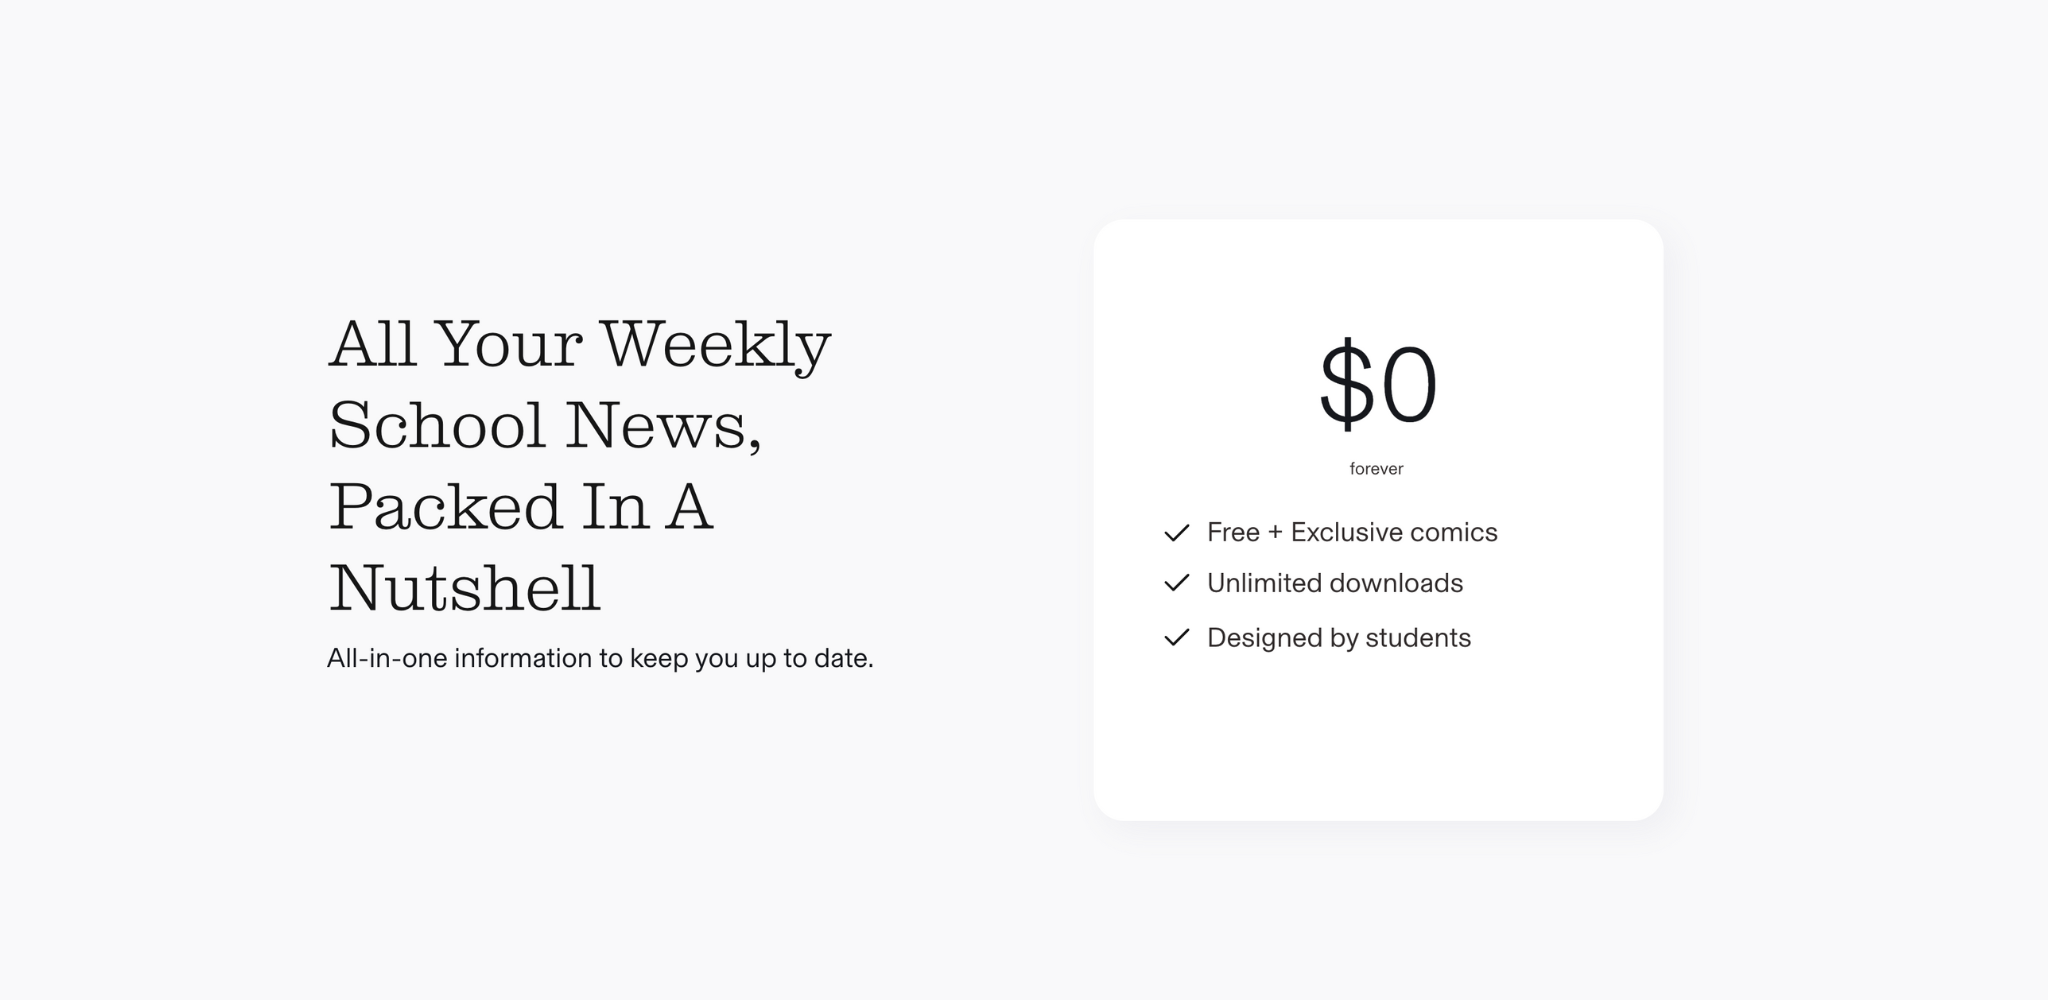 All Your Weekly
School News,
Packed In A
Nutshell
All-in-one information to keep you up to date.
$0
forever
Free + Exclusive comics
Unlimited downloads
Designed by students